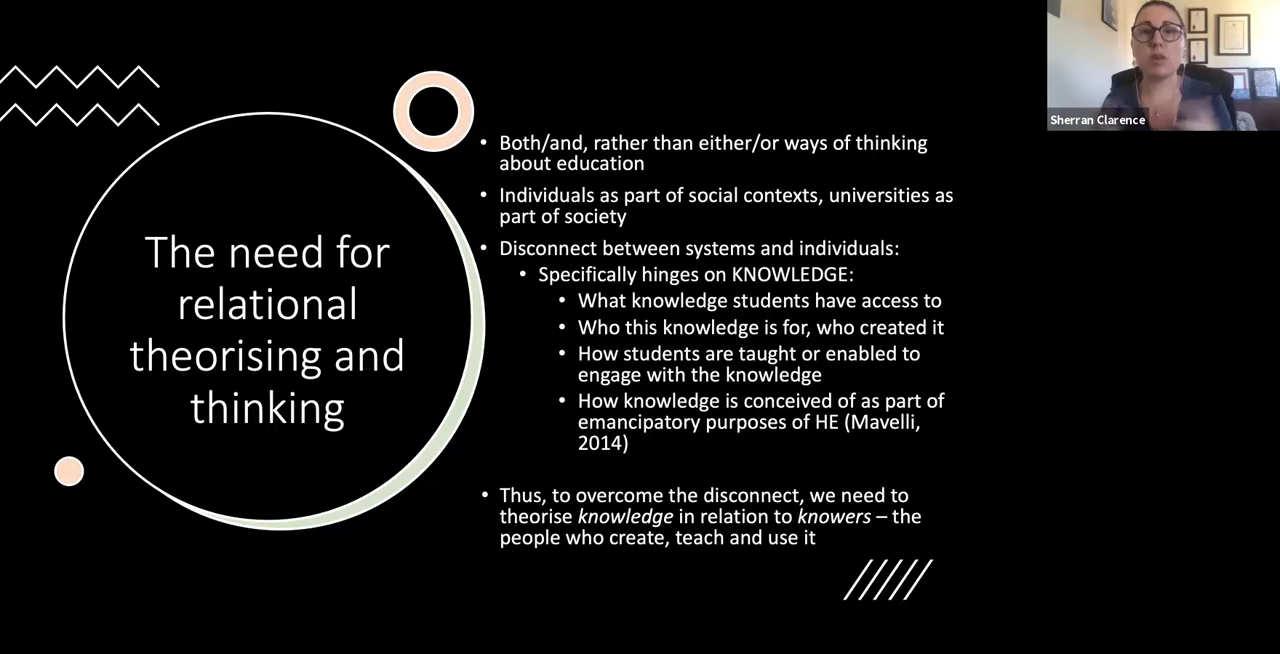 The need for
relational
theorising and
thinking
• Both/and, rather than either/or ways of thinking
about education
• Individuals as part of social contexts, universities as
part of society
• Disconnect between systems and individuals:
• Specifically hinges on KNOWLEDGE:
• What knowledge students have access to
• Who this knowledge is for, who created it
• How students are taught or enabled to
engage with the knowledge
• How knowledge is conceived of as part of
emancipatory purposes of HE (Mavelli,
2014)
• Thus, to overcome the disconnect, we need to
theorise knowledge in relation to knowers – the
people who create, teach and use it
Sherran Clarence